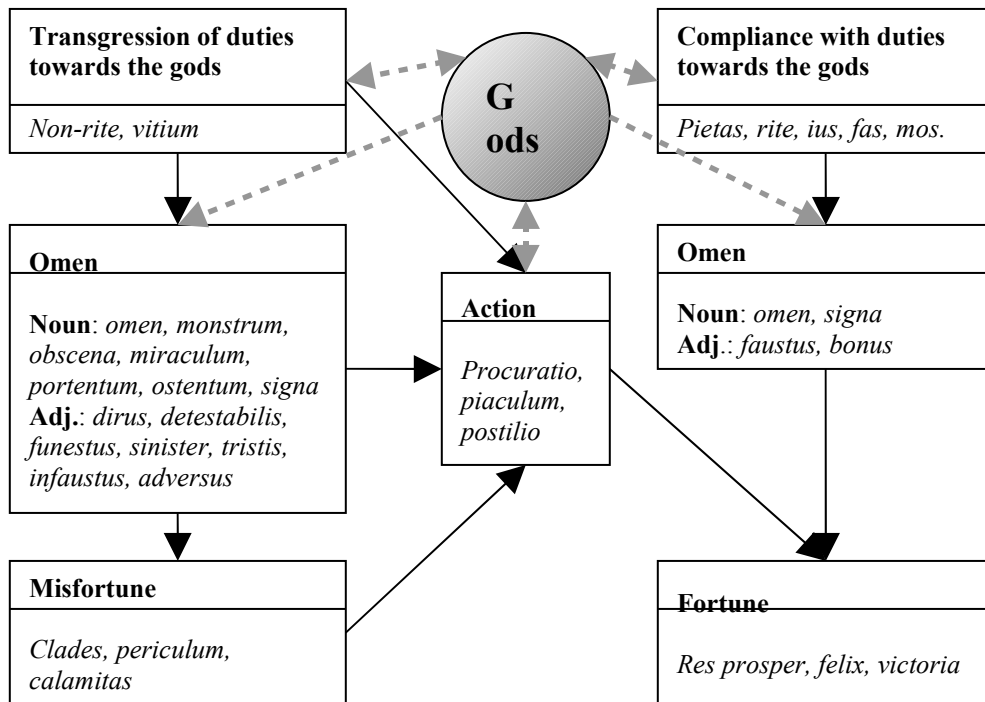 Transgression of duties
towards the gods
Non-rite, vitium
G
ods
Compliance with duties
towards the gods
Pietas, rite, ius, fas, mos.
Omen
Noun: omen, monstrum,
obscena, miraculum,
portentum, ostentum, signa
Adj.: dirus, detestabilis,
funestus, sinister, tristis,
infaustus, adversus
Action
Procuratio,
piaculum,
postilio
Omen
Noun: omen, signa
Adj.: faustus, bonus
Misfortune
Clades, periculum,
calamitas
Fortune
Res prosper, felix, victoria